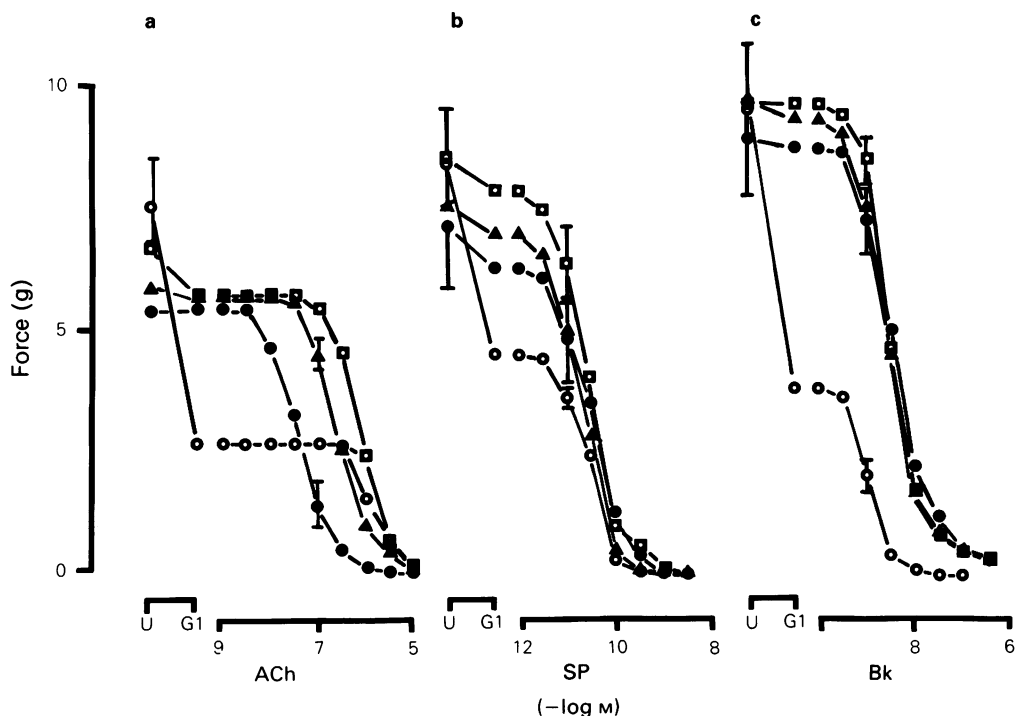 a
b
c
10
5
0
Force (g)
U G1
9 7 5
ACh
U G1
12 10 8
SP
U G1
8 6
Bk
(−log M)